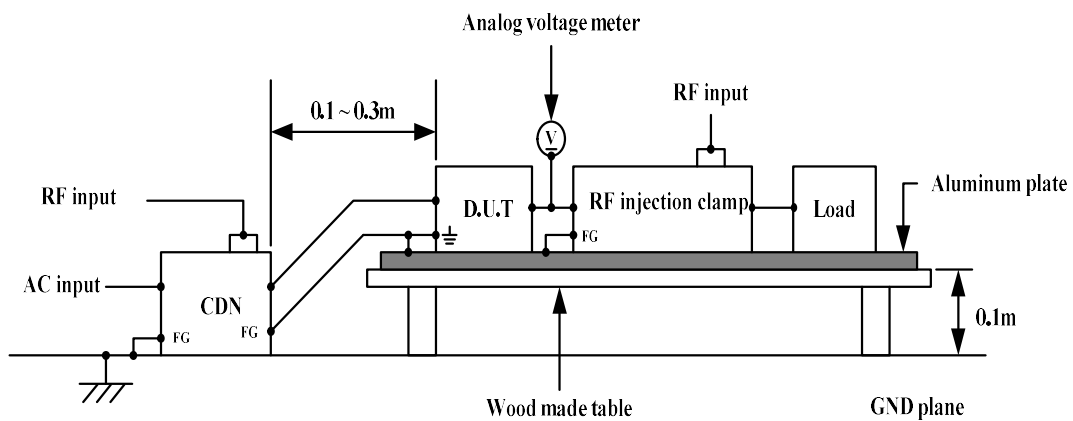 Analog voltage meter
RF input
0.1 ~ 0.3m
V
Aluminum plate
RF input
D.U.T
RF injection clamp
Load
FG
AC input
CDN
FG
FG
0.1m
Wood made table
GND plane